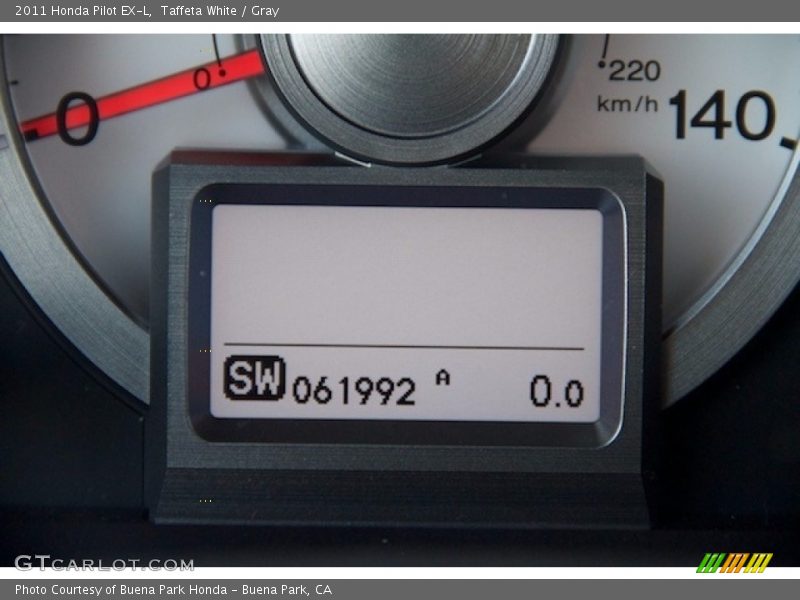 2011 Honda Pilot EX-L, Taffeta White / Gray
0
0
220
km/h
140
SW 061992 A 0.0
GTCARLOT.COM
Photo Courtesy of Buena Park Honda - Buena Park, CA